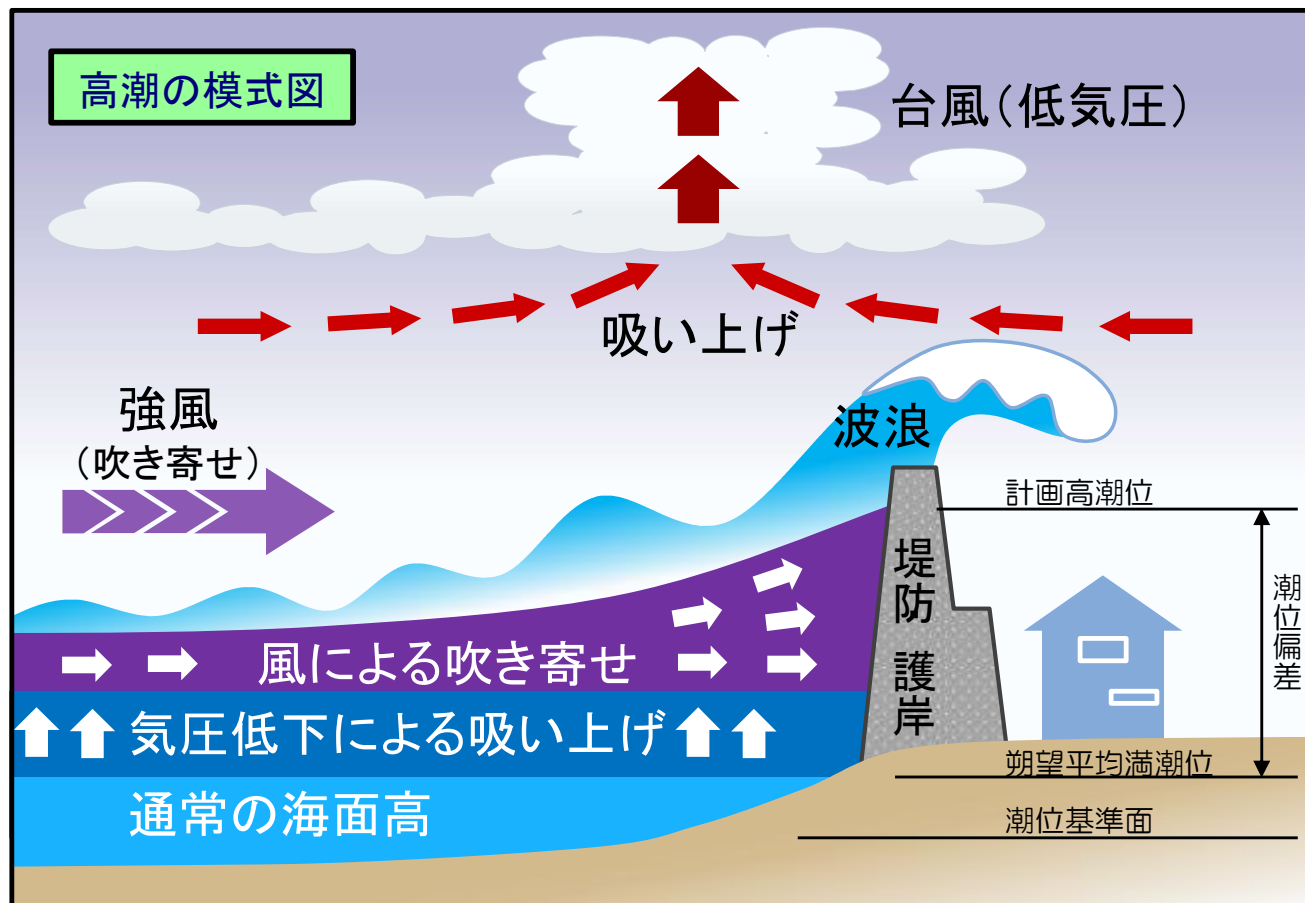 高潮の模式図
台風(低気圧)
吸い上げ
強風
(吹き寄せ)
波浪
計画高潮位
堤防 護岸
潮位偏差
風による吹き寄せ
気圧低下による吸い上げ
朔望平均満潮位
通常の海面高
潮位基準面